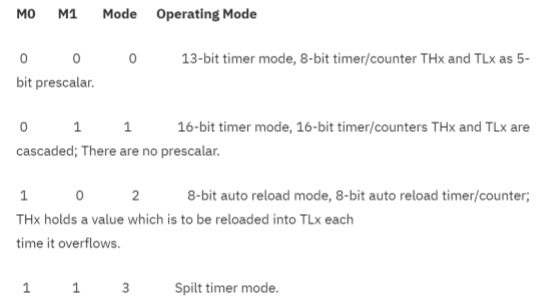 M0 M1 Mode Operating Mode
0 0 0 13-bit timer mode, 8-bit timer/counter THx and TLx as 5-
bit prescalar.
0 1 1 16-bit timer mode, 16-bit timer/counters THx and TLx are
cascaded; There are no prescalar.
1 0 2 8-bit auto reload mode, 8-bit auto reload timer/counter;
THx holds a value which is to be reloaded into TLx each
time it overflows.
1 1 3 Spilt timer mode.